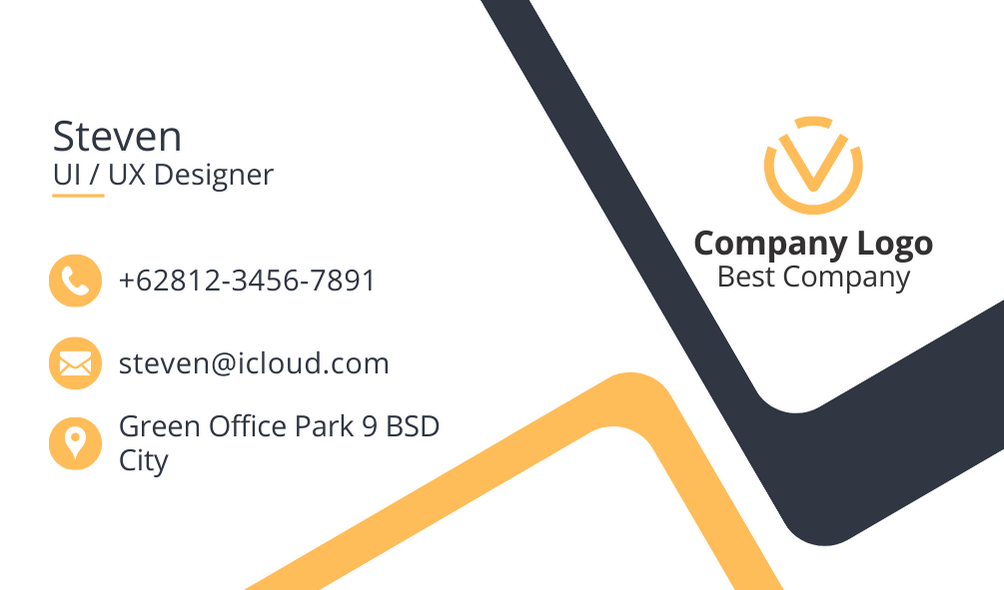 Steven
UI / UX Designer
+62812-3456-7891
steven@icloud.com
Green Office Park 9 BSD
City
Company Logo
Best Company